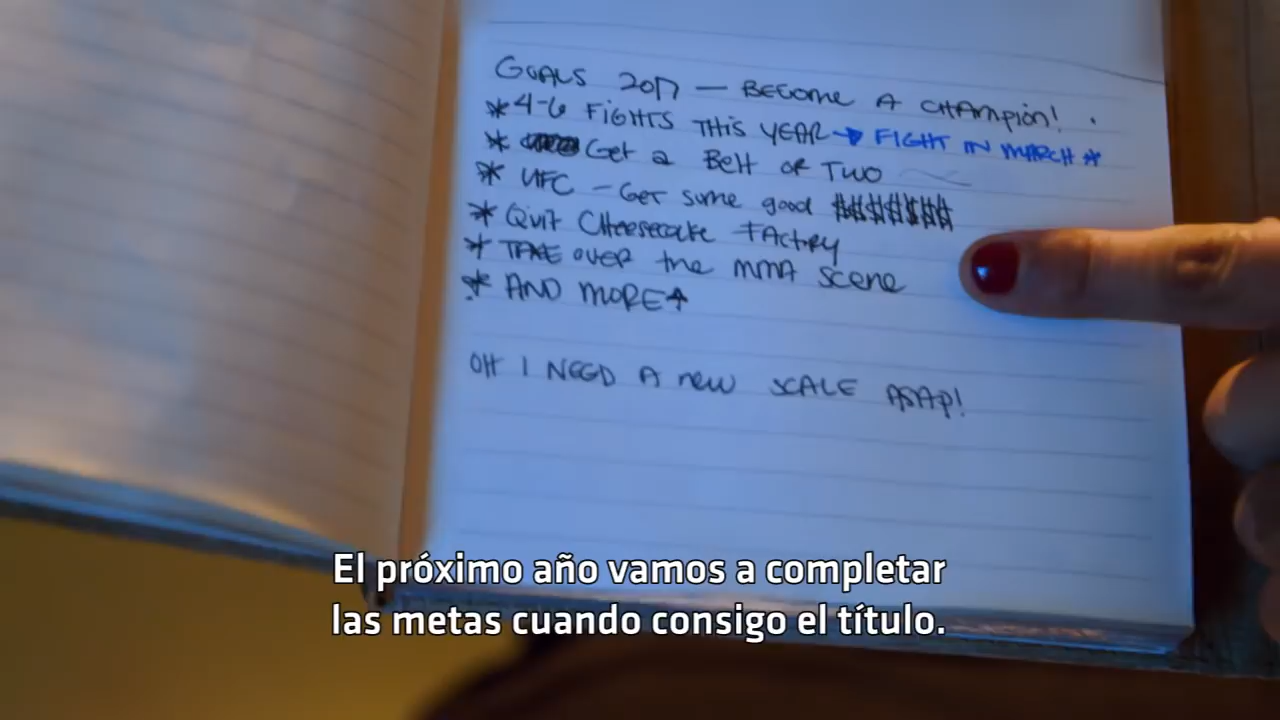 GOALS 2017 — BECOME A CHAMPION!
* 4-6 FIGHTS THIS YEAR → FIGHT IN MARCH *
* Get a Belt or TWO
* UFC - Get some good $$$$$$$
* Quit Cheesecake Factory
* TAKE over the MMA scene
* AND MORE↑
OH I NEED A new SCALE ASAP!
El próximo año vamos a completar
las metas cuando consigo el título.